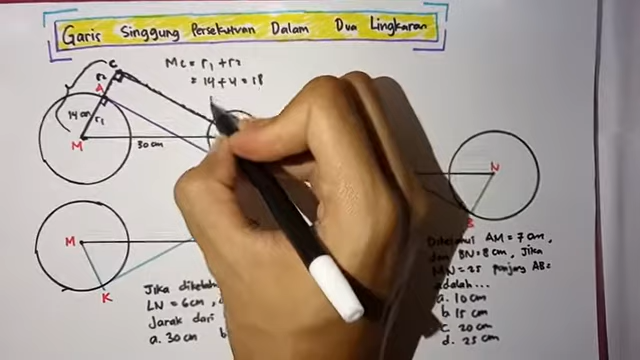 Garis Singgung Persekutuan Dalam Dua Lingkaran
C
r2
A
14 cm
r1
M
30 cm
Mc = r1 + r2
= 14 + 4 = 18
N
B
M
K
Jika
LN = 6 cm,
Jarak dari
a. 30 cm b
Diketahui AM = 7 cm,
dan BN = 8 cm, Jika
MN = 25 panjang AB =
adalah...
a. 10 cm
b. 15 cm
c. 20 cm
d. 25 cm